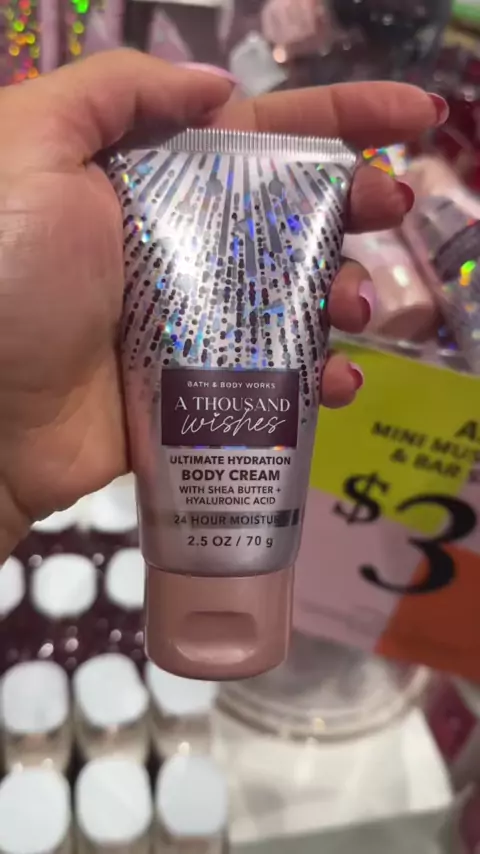 BATH & BODY WORKS
A THOUSAND
wishes
ULTIMATE HYDRATION
BODY CREAM
WITH SHEA BUTTER +
HYALURONIC ACID
24 HOUR MOISTU
2.5 OZ / 70 g
A
MINI MUS
& BAR
$3